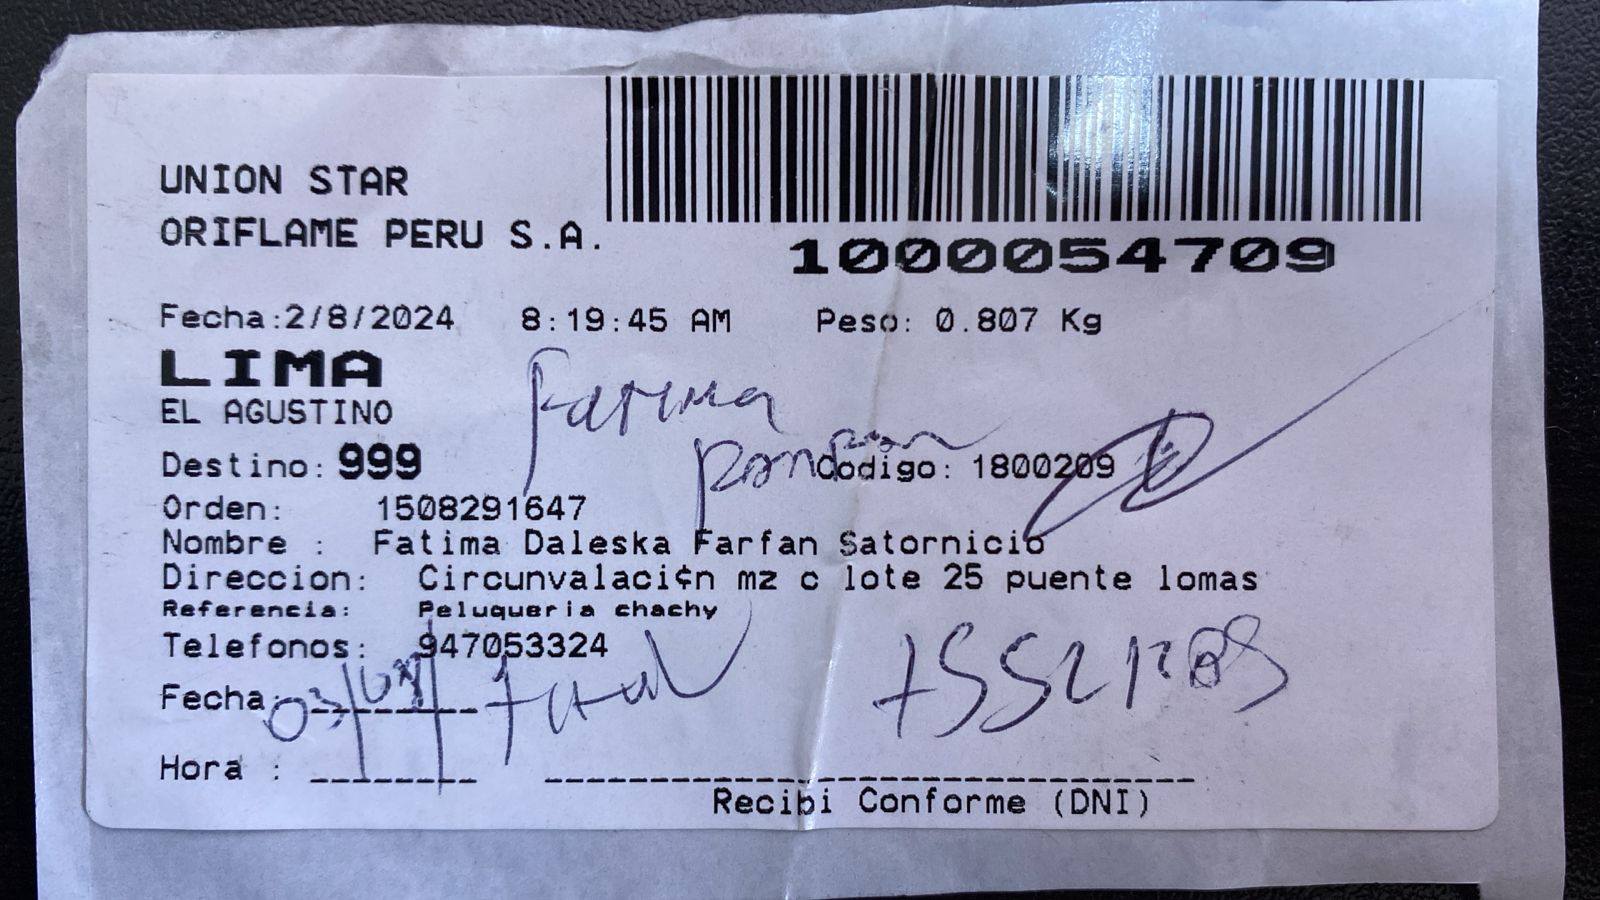 UNION STAR
ORIFLAME PERU S.A.
1000054709
Fecha:2/8/2024 8:19:45 AM Peso: 0.807 Kg
LIMA
EL AGUSTINO
Fatima
Destino: 999 Codigo: 1800209
Orden: 1508291647
Nombre : Fatima Daleska Farfan Satornicio
Direccion: Circunvalaci¢n mz c lote 25 puente lomas
Referencia: Peluqueria chachy
Telefonos: 947053324
Fecha:
Hora :
Recibi Conforme (DNI)